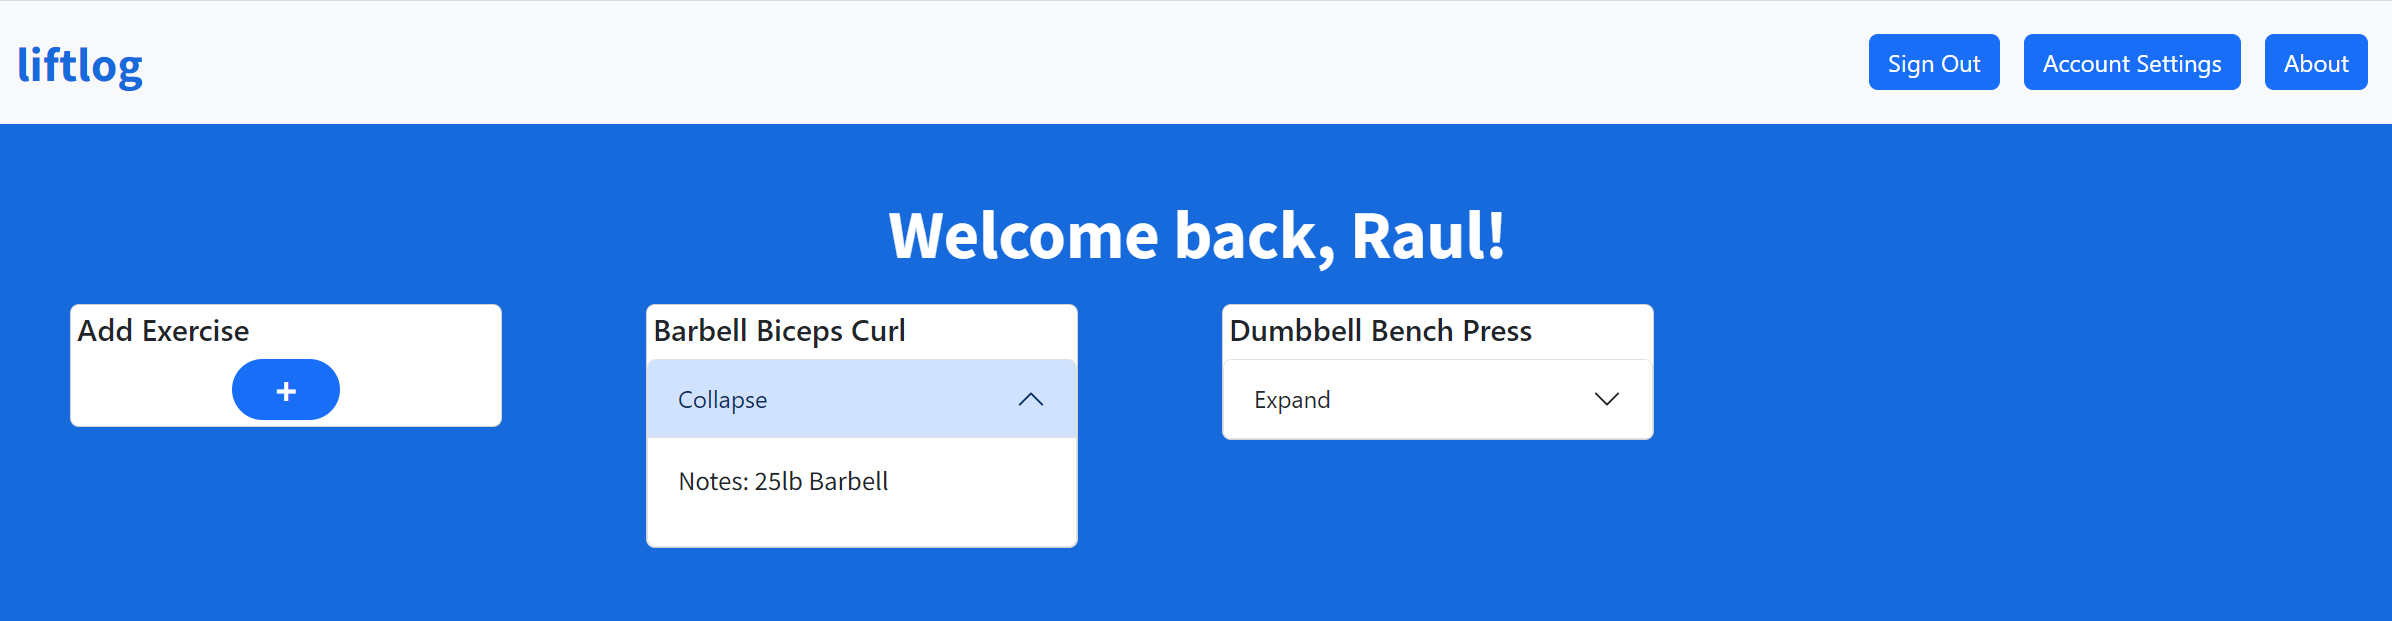 liftlog
Sign Out
Account Settings
About
Welcome back, Raul!
Add Exercise
+
Barbell Biceps Curl
Collapse
Notes: 25lb Barbell
Dumbbell Bench Press
Expand